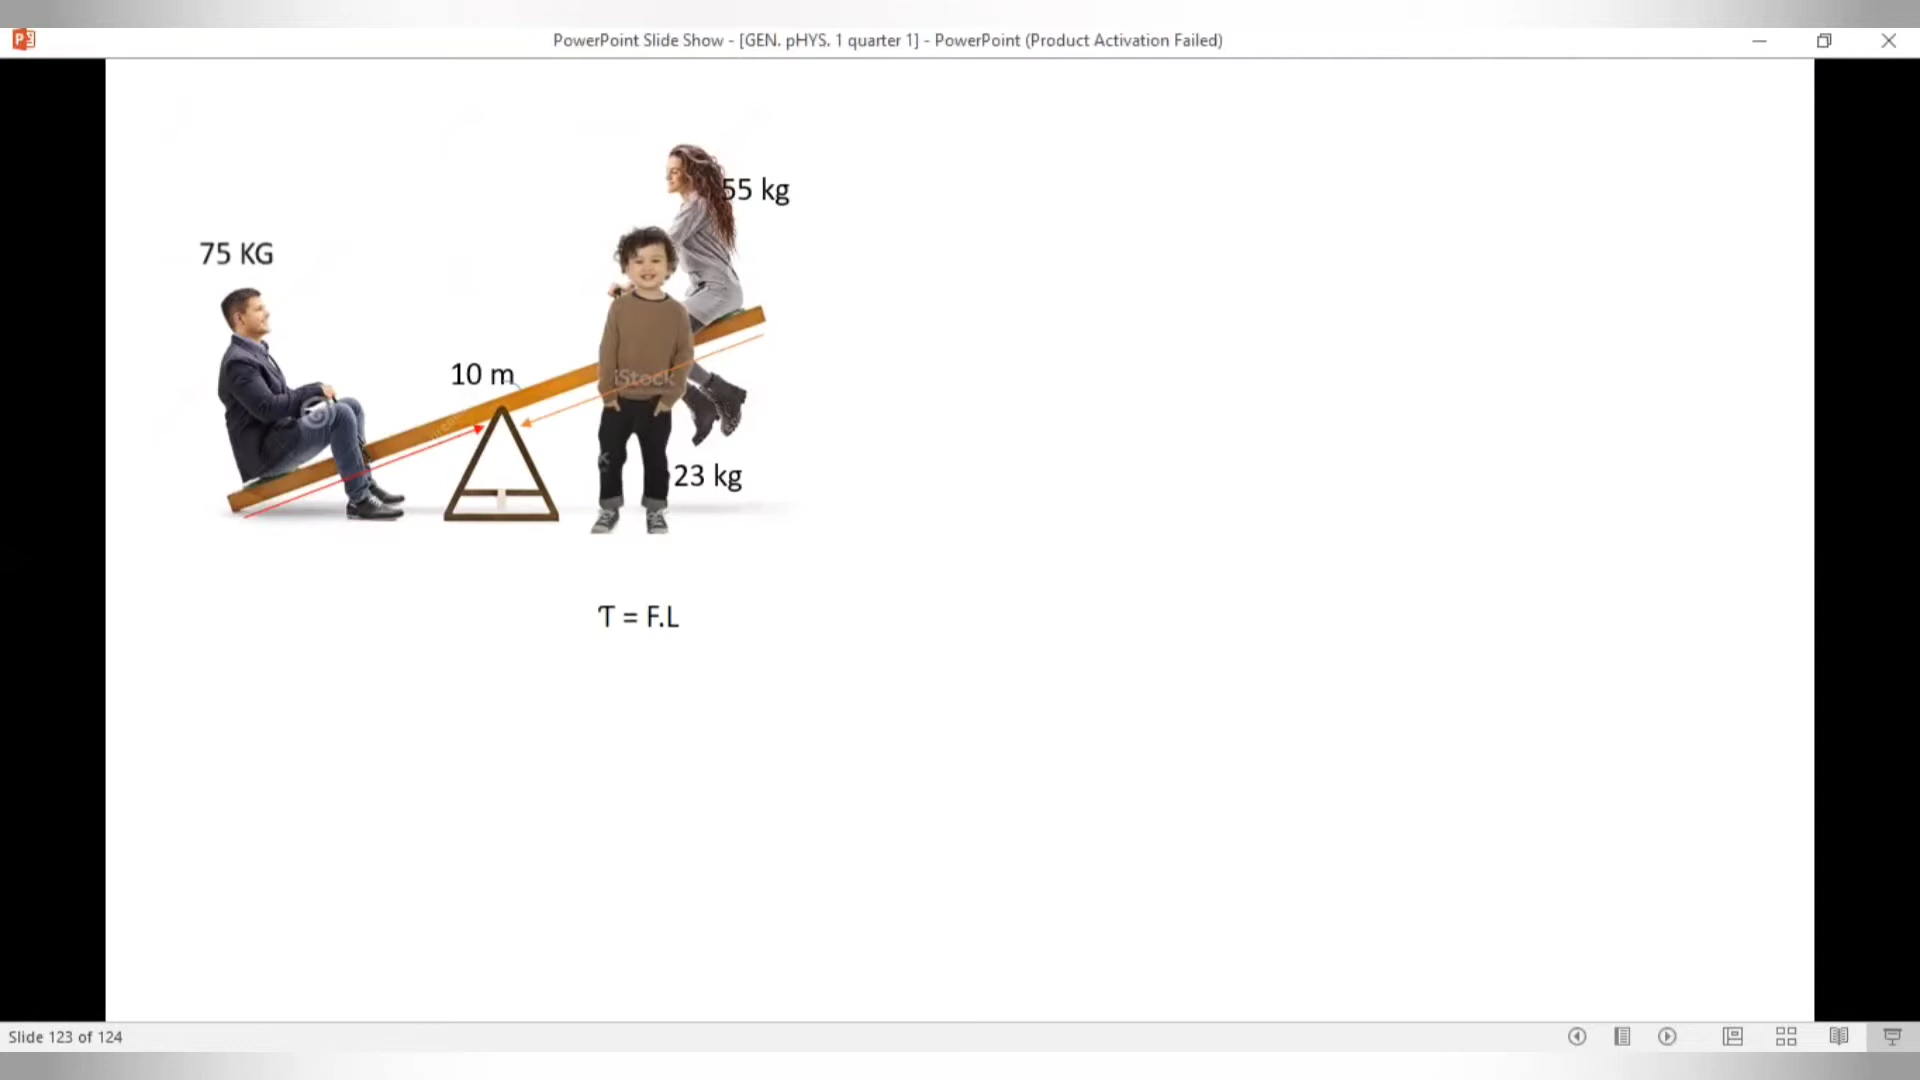 PowerPoint Slide Show - [GEN. pHYS. 1 quarter 1] - PowerPoint (Product Activation Failed)
55 kg
75 KG
10 m
iStock
23 kg
Ƭ = F.L
Slide 123 of 124